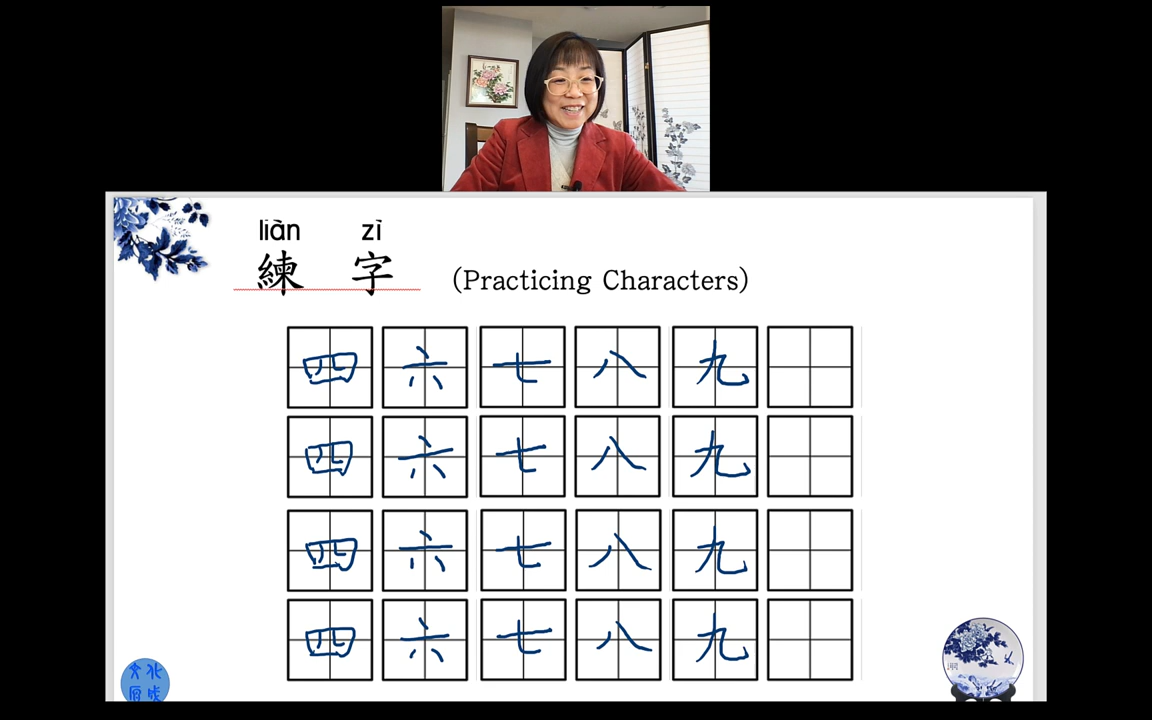 liàn zì
練 字 (Practicing Characters)
四 六 七 八 九
四 六 七 八 九
四 六 七 八 九
四 六 七 八 九